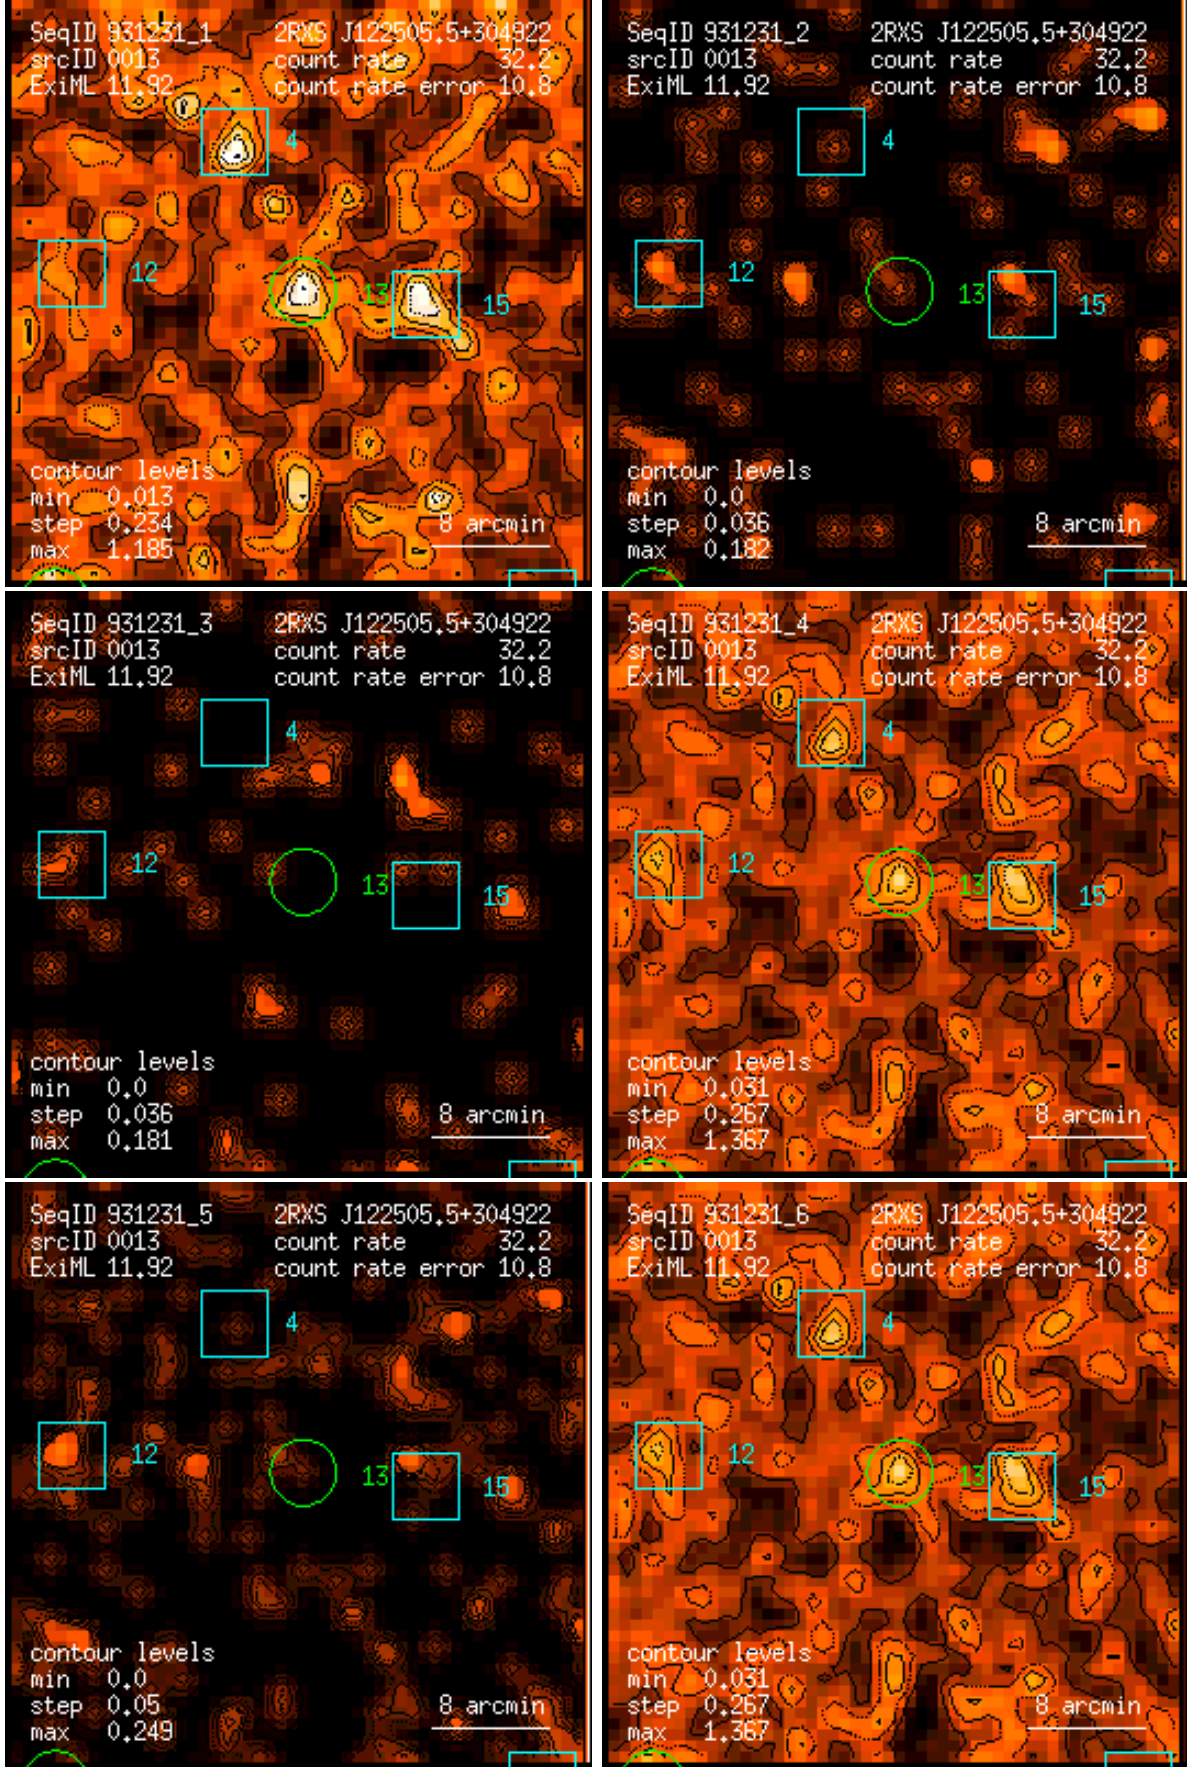 SeqID 931231_1 2RXS J122505.5+304922
srcID 0013 count rate 32.2
ExiML 11.92 count rate error 10.8
4
12
13
15
contour levels
min 0.013
step 0.234 8 arcmin
max 1.185
SeqID 931231_2 2RXS J122505.5+304922
srcID 0013 count rate 32.2
ExiML 11.92 count rate error 10.8
4
12
13
15
contour levels
min 0.0
step 0.036 8 arcmin
max 0.182
SeqID 931231_3 2RXS J122505.5+304922
srcID 0013 count rate 32.2
ExiML 11.92 count rate error 10.8
4
12
13
15
contour levels
min 0.0
step 0.036 8 arcmin
max 0.181
SeqID 931231_4 2RXS J122505.5+304922
srcID 0013 count rate 32.2
ExiML 11.92 count rate error 10.8
4
12
13
15
contour levels
min 0.031
step 0.267 8 arcmin
max 1.367
SeqID 931231_5 2RXS J122505.5+304922
srcID 0013 count rate 32.2
ExiML 11.92 count rate error 10.8
4
12
13
15
contour levels
min 0.0
step 0.05 8 arcmin
max 0.249
SeqID 931231_6 2RXS J122505.5+304922
srcID 0013 count rate 32.2
ExiML 11.92 count rate error 10.8
4
12
13
15
contour levels
min 0.031
step 0.267 8 arcmin
max 1.367